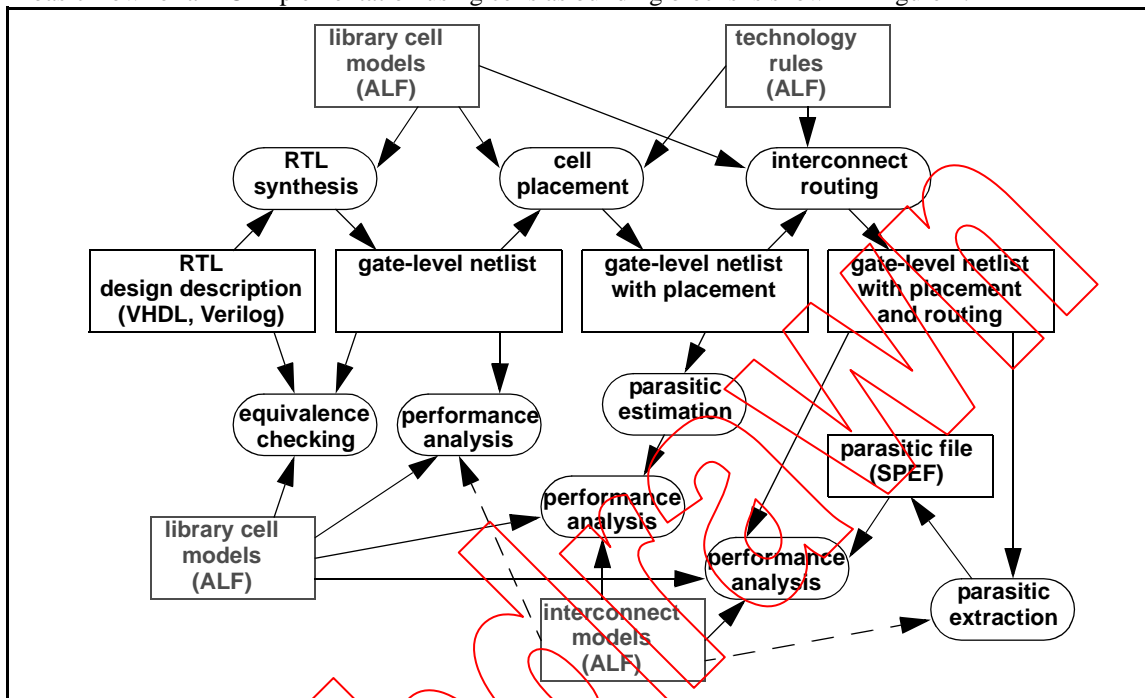 library cell
models
(ALF)
technology
rules
(ALF)
RTL
synthesis
cell
placement
interconnect
routing
RTL
design description
(VHDL, Verilog)
gate-level netlist
gate-level netlist
with placement
gate-level netlist
with placement
and routing
equivalence
checking
performance
analysis
parasitic
estimation
parasitic file
(SPEF)
library cell
models
(ALF)
performance
analysis
performance
analysis
interconnect
models
(ALF)
parasitic
extraction